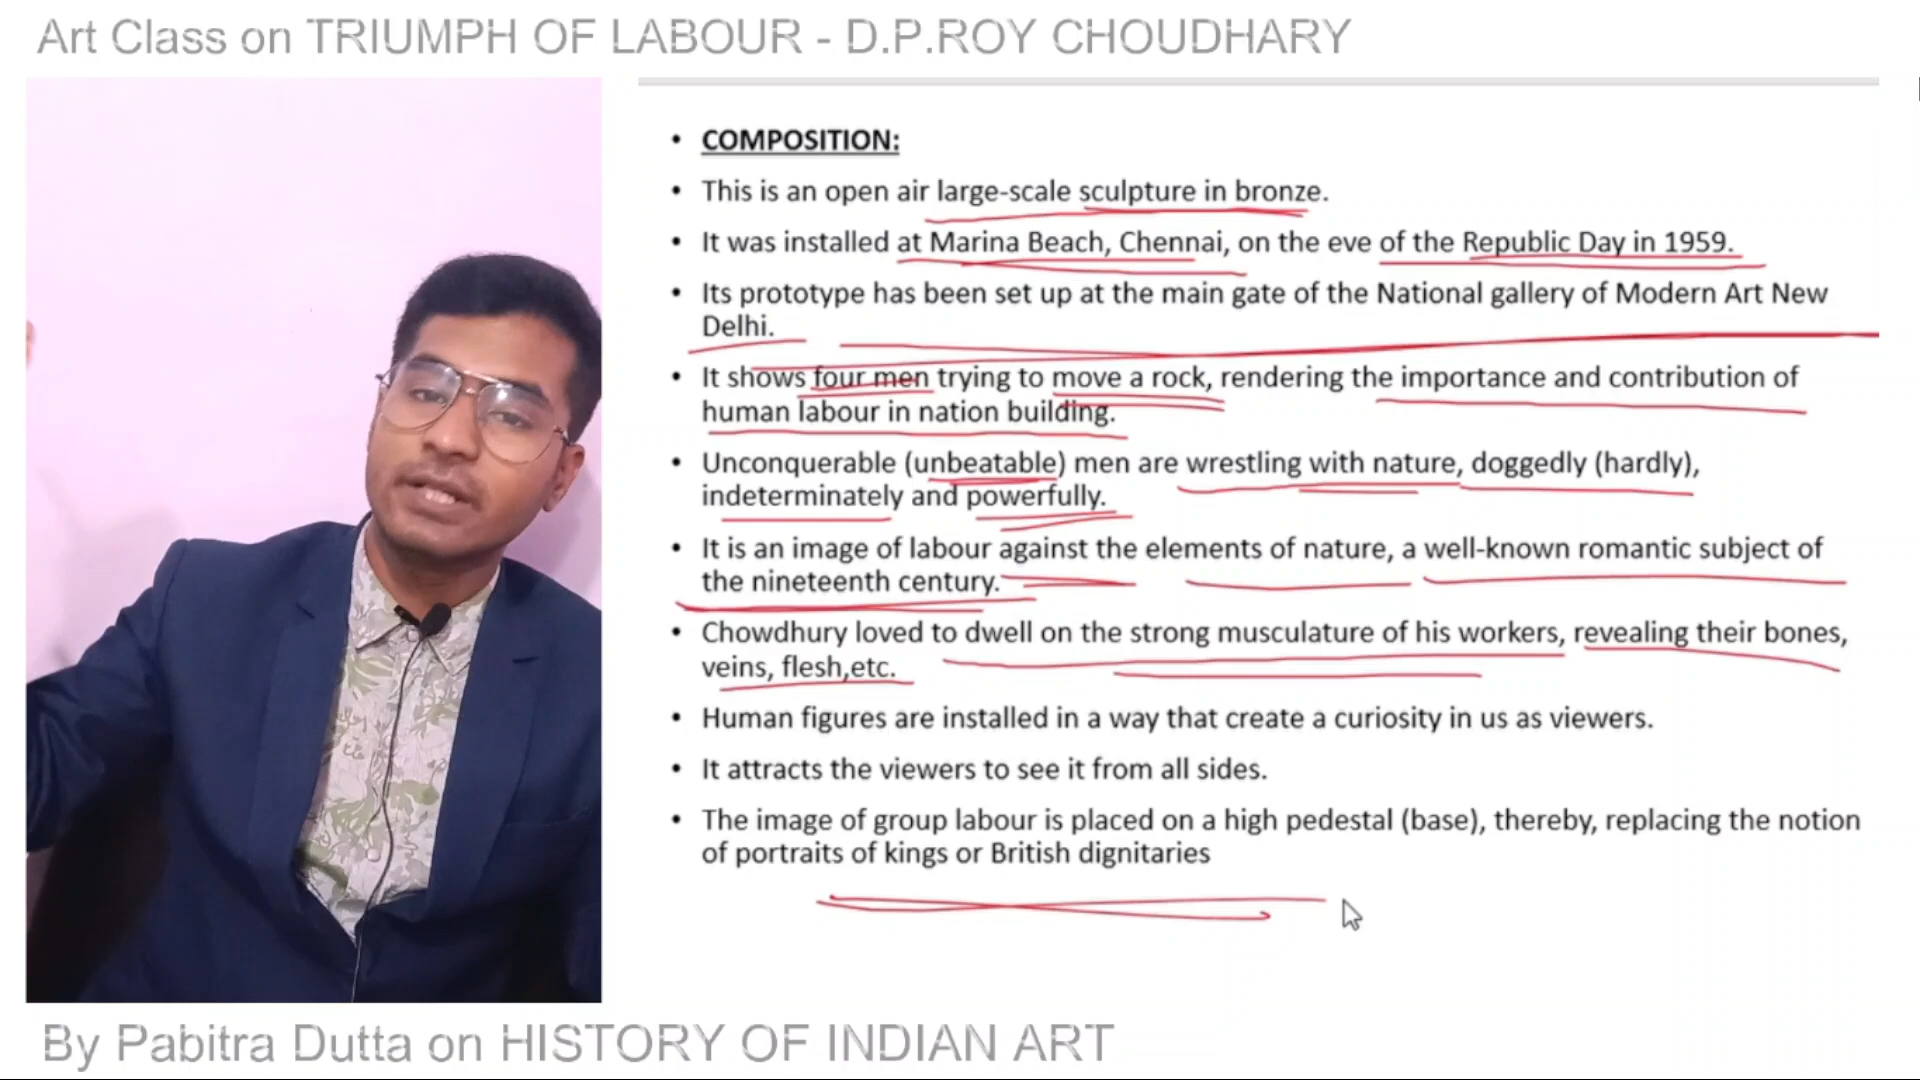 Art Class on TRIUMPH OF LABOUR - D.P.ROY CHOUDHARY
• COMPOSITION:
• This is an open air large-scale sculpture in bronze.
• It was installed at Marina Beach, Chennai, on the eve of the Republic Day in 1959.
• Its prototype has been set up at the main gate of the National gallery of Modern Art New
Delhi.
• It shows four men trying to move a rock, rendering the importance and contribution of
human labour in nation building.
• Unconquerable (unbeatable) men are wrestling with nature, doggedly (hardly),
indeterminately and powerfully.
• It is an image of labour against the elements of nature, a well-known romantic subject of
the nineteenth century.
• Chowdhury loved to dwell on the strong musculature of his workers, revealing their bones,
veins, flesh,etc.
• Human figures are installed in a way that create a curiosity in us as viewers.
• It attracts the viewers to see it from all sides.
• The image of group labour is placed on a high pedestal (base), thereby, replacing the notion
of portraits of kings or British dignitaries
By Pabitra Dutta on HISTORY OF INDIAN ART